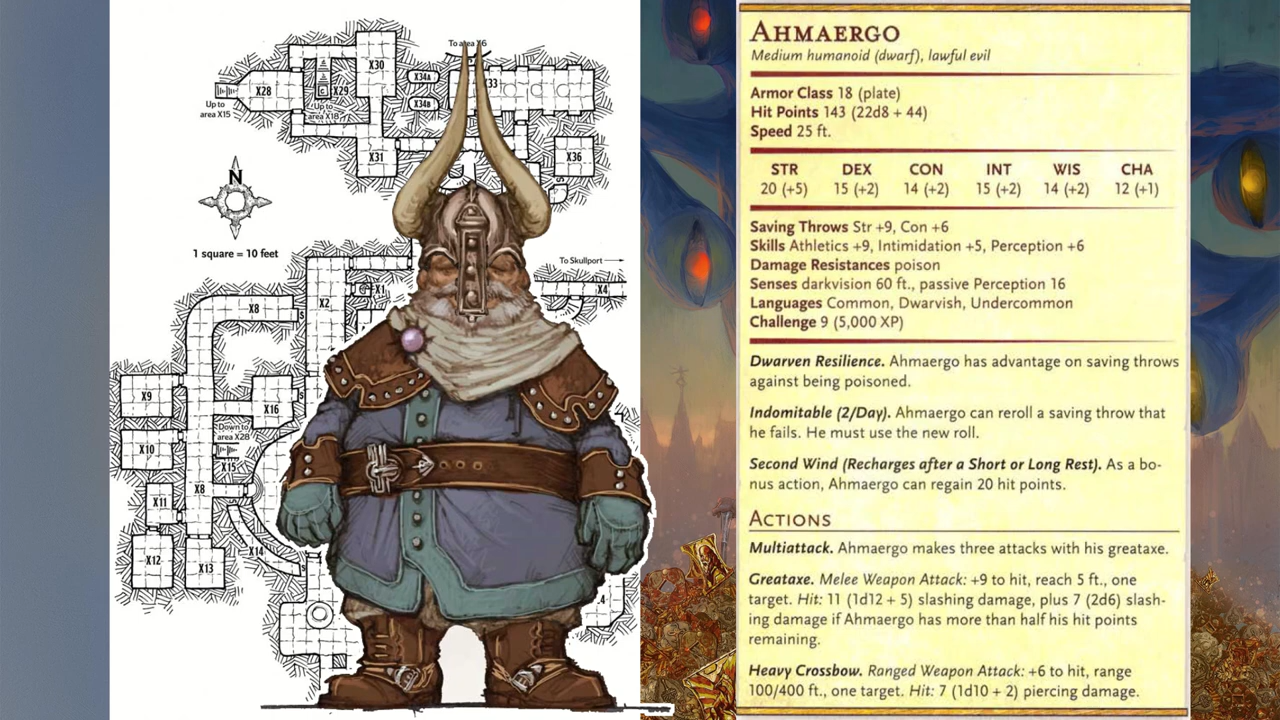 To area X6
X30
X34A
33
X28
X29
C
Up to
area X15
Up to
area X18
X34B
X31
X36
N
1 square = 10 feet
To Skullport
X2
X1
X4
X8
S
X9
X16
S
Down to
area X28
X10
X15
X8
X11
X14
X12
X13
S
4
AHMAERGO
Medium humanoid (dwarf), lawful evil
Armor Class 18 (plate)
Hit Points 143 (22d8 + 44)
Speed 25 ft.
STR DEX CON INT WIS CHA
20 (+5) 15 (+2) 14 (+2) 15 (+2) 14 (+2) 12 (+1)
Saving Throws Str +9, Con +6
Skills Athletics +9, Intimidation +5, Perception +6
Damage Resistances poison
Senses darkvision 60 ft., passive Perception 16
Languages Common, Dwarvish, Undercommon
Challenge 9 (5,000 XP)
Dwarven Resilience. Ahmaergo has advantage on saving throws
against being poisoned.
Indomitable (2/Day). Ahmaergo can reroll a saving throw that
he fails. He must use the new roll.
Second Wind (Recharges after a Short or Long Rest). As a bo-
nus action, Ahmaergo can regain 20 hit points.
ACTIONS
Multiattack. Ahmaergo makes three attacks with his greataxe.
Greataxe. Melee Weapon Attack: +9 to hit, reach 5 ft., one
target. Hit: 11 (1d12 + 5) slashing damage, plus 7 (2d6) slash-
ing damage if Ahmaergo has more than half his hit points
remaining.
Heavy Crossbow. Ranged Weapon Attack: +6 to hit, range
100/400 ft., one target. Hit: 7 (1d10 + 2) piercing damage.